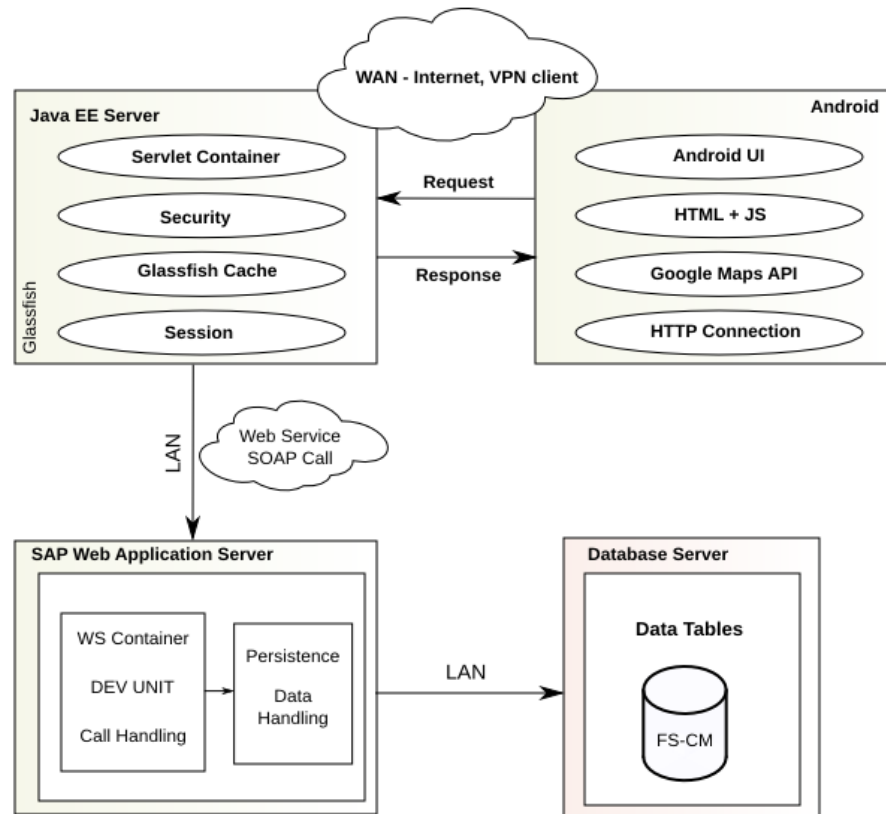 WAN - Internet, VPN client
Java EE Server
Servlet Container
Security
Glassfish Cache
Session
Glassfish
Request
Response
Android
Android UI
HTML + JS
Google Maps API
HTTP Connection
LAN
Web Service
SOAP Call
SAP Web Application Server
WS Container
DEV UNIT
Call Handling
Persistence
Data
Handling
LAN
Database Server
Data Tables
FS-CM